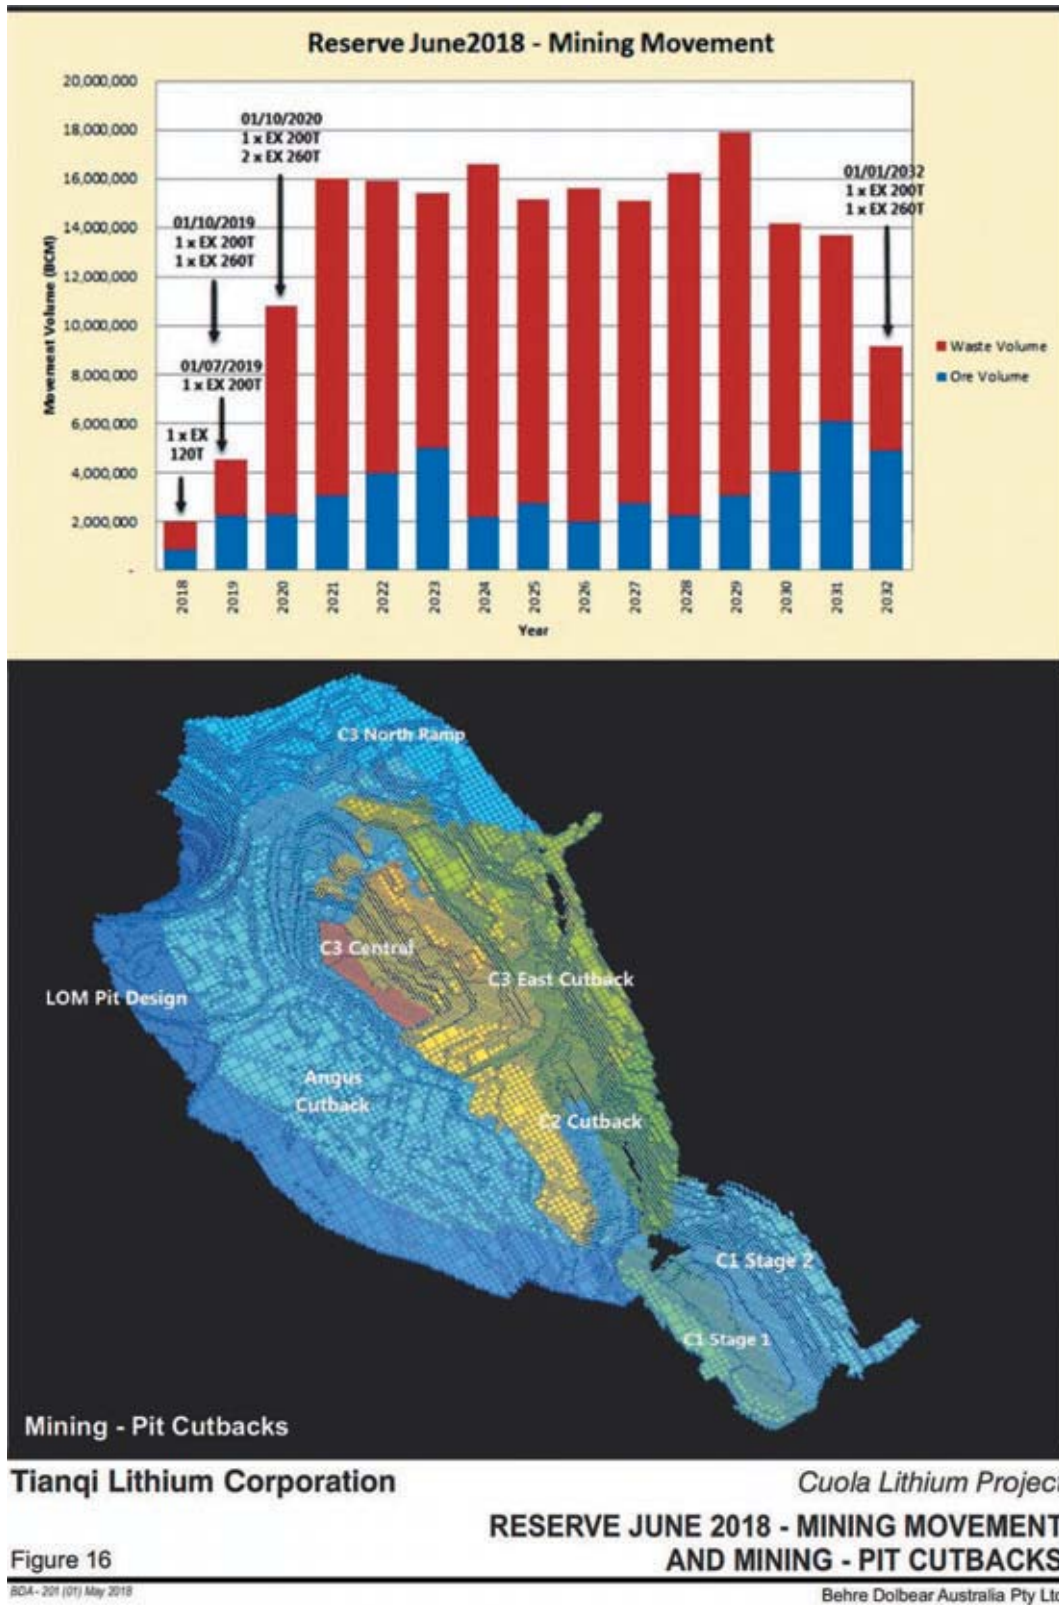 Reserve June2018 - Mining Movement
20,000,000
18,000,000
16,000,000
14,000,000
12,000,000
10,000,000
8,000,000
6,000,000
4,000,000
2,000,000
-
Movement Volume (BCM)
1 x EX
120T
01/07/2019
1 x EX 200T
01/10/2019
1 x EX 200T
1 x EX 260T
01/10/2020
1 x EX 200T
2 x EX 260T
01/01/2032
1 x EX 200T
1 x EX 260T
Waste Volume
Ore Volume
2018
2019
2020
2021
2022
2023
2024
2025
2026
2027
2028
2029
2030
2031
2032
Year
C3 North Ramp
C3 Central
C3 East Cutback
LOM Pit Design
Angus
Cutback
C2 Cutback
C1 Stage 2
C1 Stage 1
Mining - Pit Cutbacks
Tianqi Lithium Corporation
Cuola Lithium Project
RESERVE JUNE 2018 - MINING MOVEMENT
Figure 16
AND MINING - PIT CUTBACKS
BDA - 201 (01) May 2018
Behre Dolbear Australia Pty Ltd